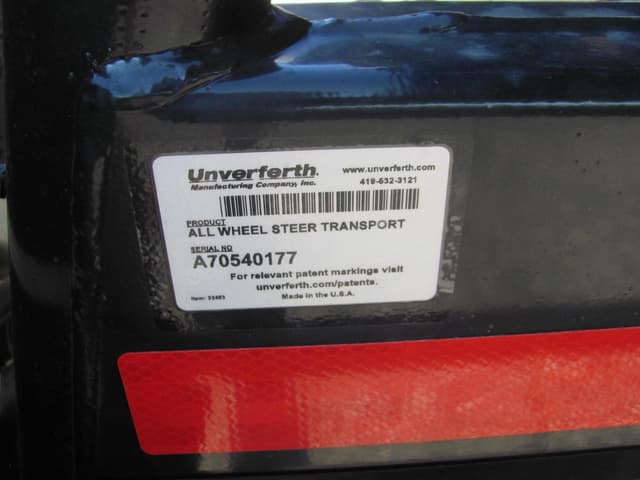 Unverferth.
Manufacturing Company, Inc.
www.unverferth.com
419-532-3121
PRODUCT
ALL WHEEL STEER TRANSPORT
SERIAL NO
A70540177
For relevant patent markings visit
unverferth.com/patents.
Made in the U.S.A.
Item: